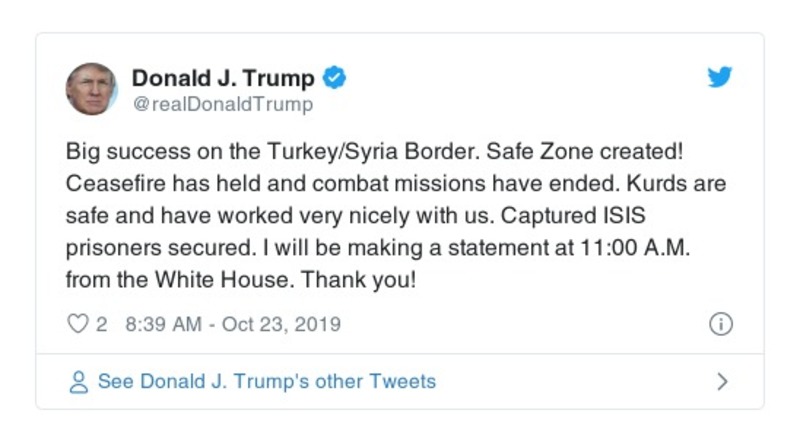 Donald J. Trump
@realDonaldTrump
Big success on the Turkey/Syria Border. Safe Zone created!
Ceasefire has held and combat missions have ended. Kurds are
safe and have worked very nicely with us. Captured ISIS
prisoners secured. I will be making a statement at 11:00 A.M.
from the White House. Thank you!
2 8:39 AM - Oct 23, 2019
See Donald J. Trump's other Tweets